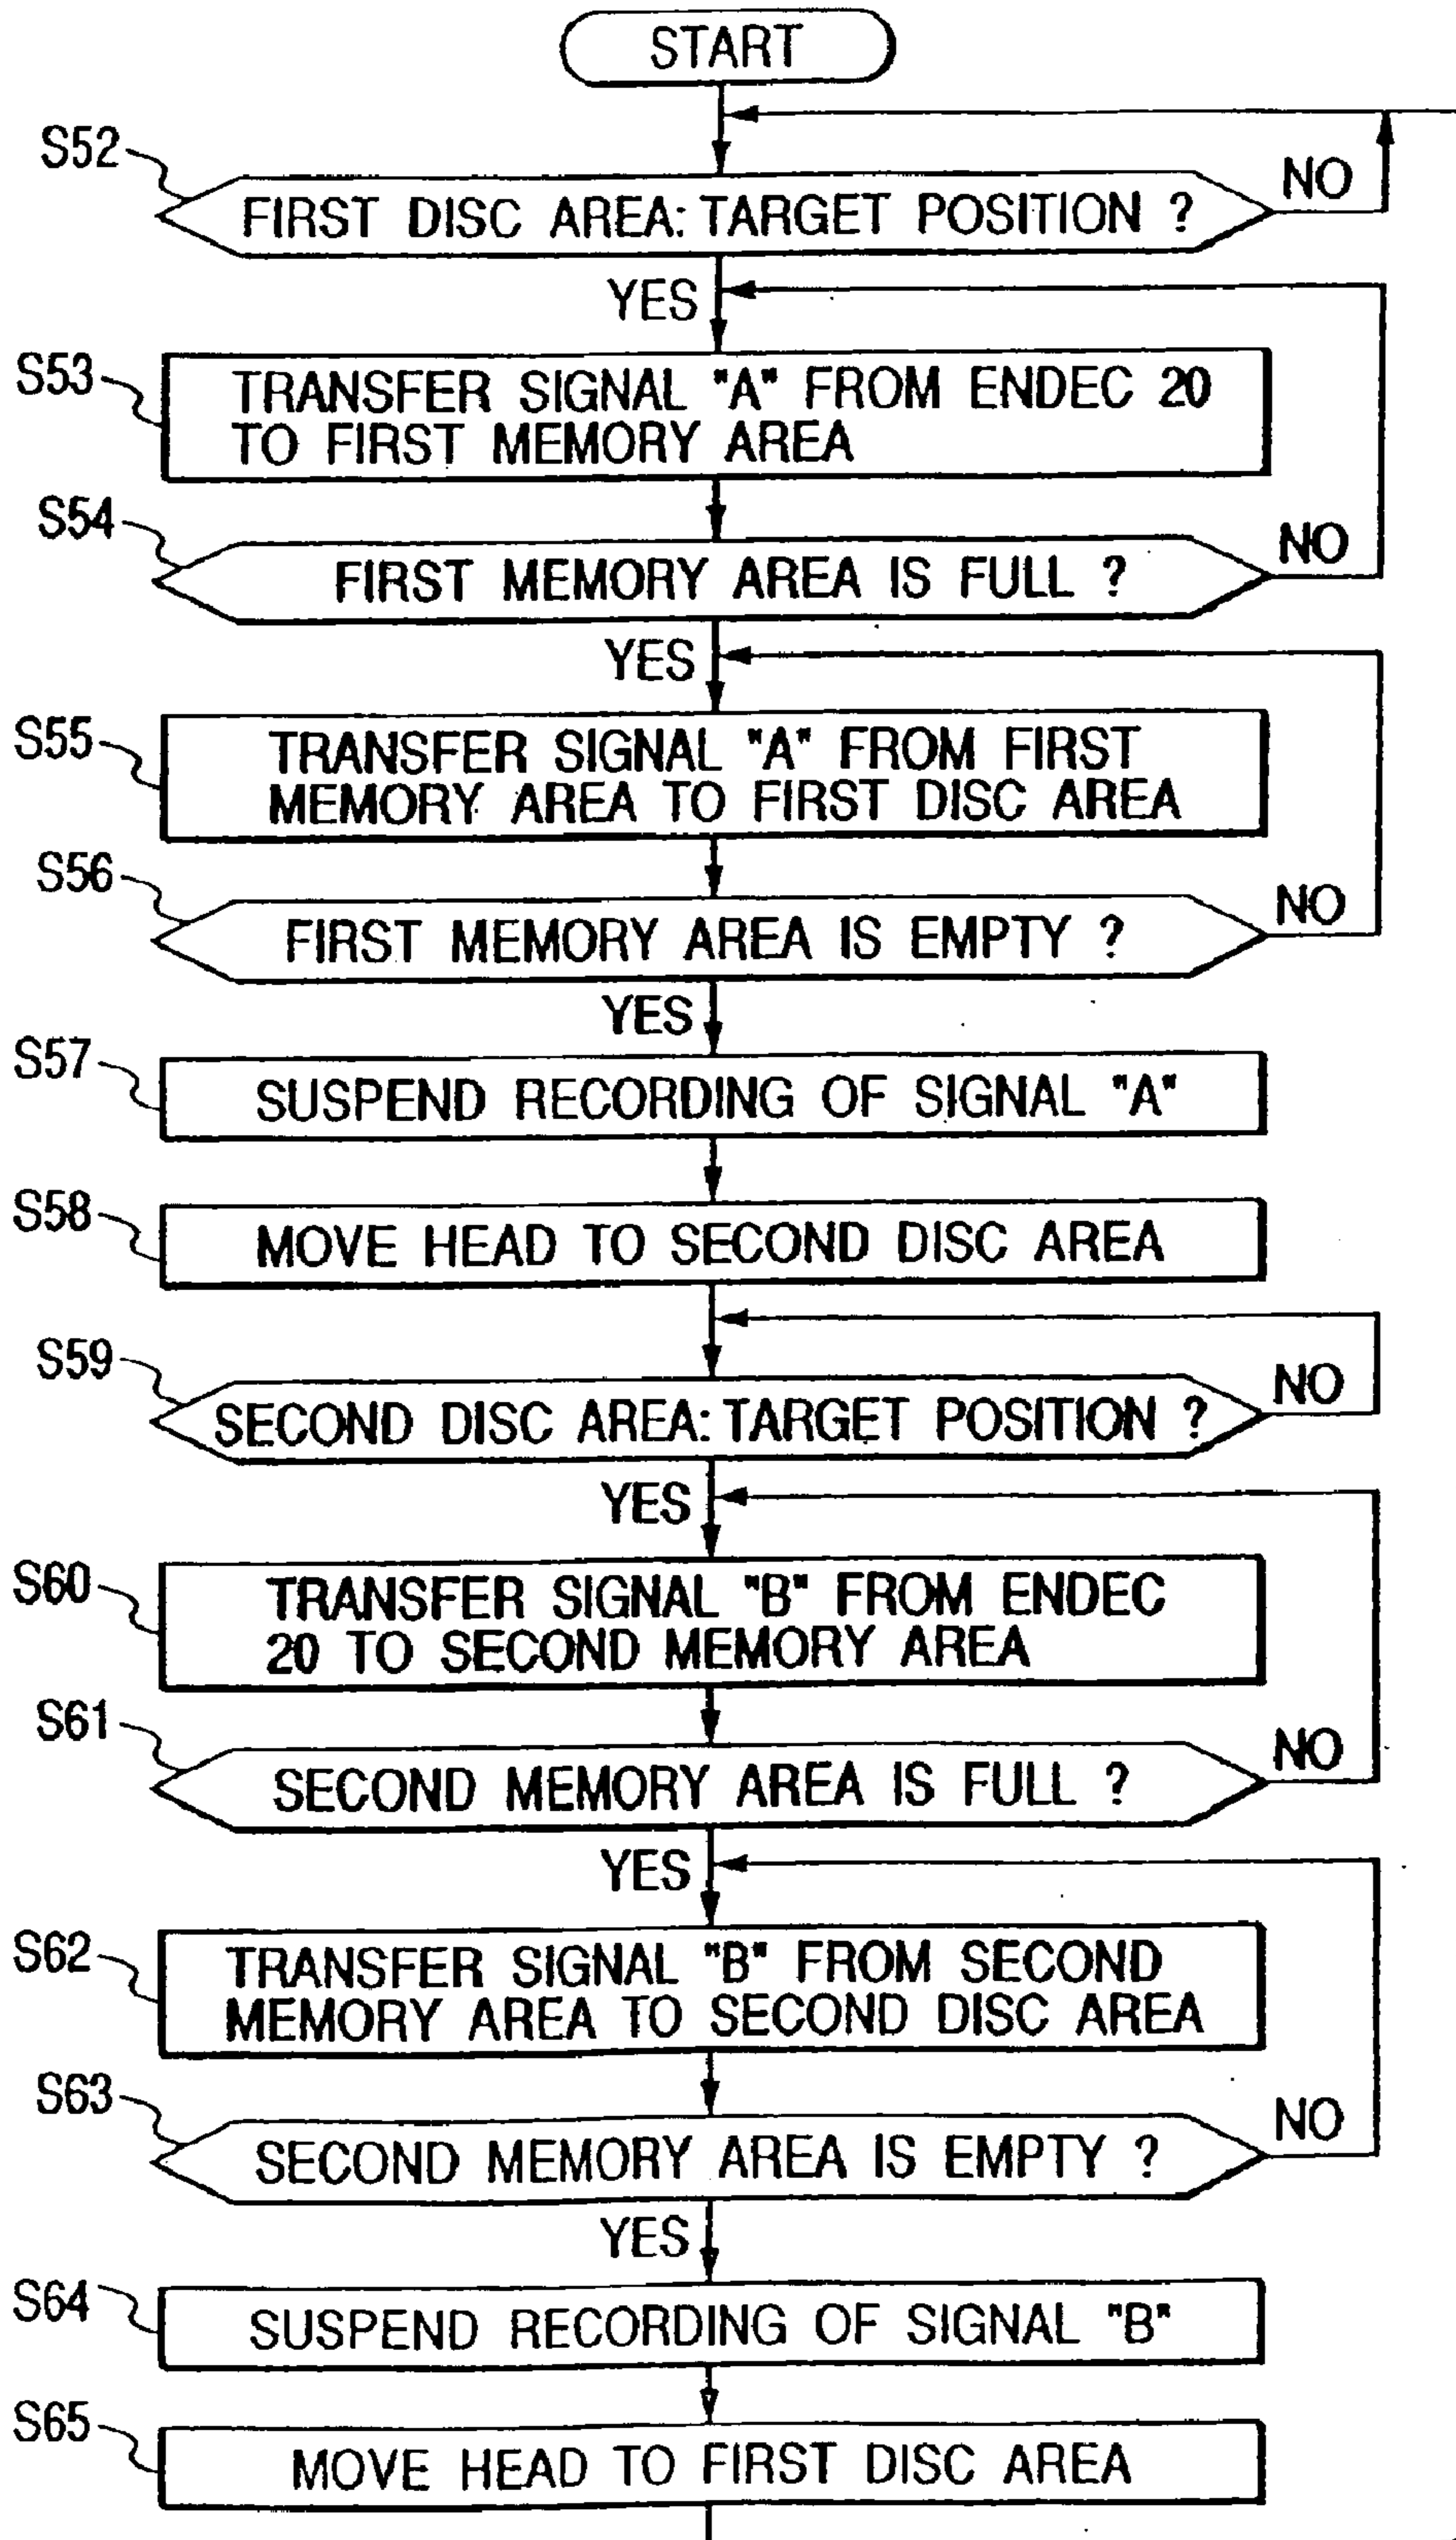 START
S52
FIRST DISC AREA: TARGET POSITION ?
NO
YES
S53
TRANSFER SIGNAL "A" FROM ENDEC 20
TO FIRST MEMORY AREA
S54
FIRST MEMORY AREA IS FULL ?
NO
YES
S55
TRANSFER SIGNAL "A" FROM FIRST
MEMORY AREA TO FIRST DISC AREA
S56
FIRST MEMORY AREA IS EMPTY ?
NO
YES
S57
SUSPEND RECORDING OF SIGNAL "A"
S58
MOVE HEAD TO SECOND DISC AREA
S59
SECOND DISC AREA: TARGET POSITION ?
NO
YES
S60
TRANSFER SIGNAL "B" FROM ENDEC
20 TO SECOND MEMORY AREA
S61
SECOND MEMORY AREA IS FULL ?
NO
YES
S62
TRANSFER SIGNAL "B" FROM SECOND
MEMORY AREA TO SECOND DISC AREA
S63
SECOND MEMORY AREA IS EMPTY ?
NO
YES
S64
SUSPEND RECORDING OF SIGNAL "B"
S65
MOVE HEAD TO FIRST DISC AREA